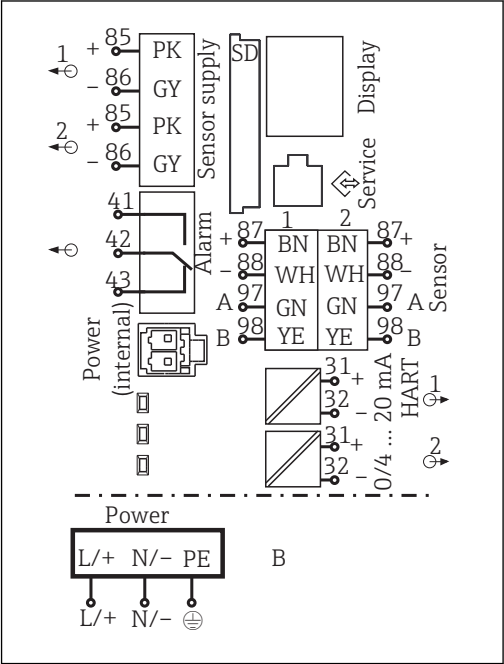 1
+ 85 PK
– 86 GY
2
+ 85 PK
– 86 GY
Sensor supply
SD
Display
Service
41
42
43
Alarm
1 2
+ 87 BN BN 87 +
– 88 WH WH 88 –
A 97 GN GN 97 A
B 98 YE YE 98 B
Sensor
Power
(internal)
31 +
32 –
31 +
32 –
0/4 ... 20 mA
HART
1
2
Power
L/+ N/– PE
B
L/+ N/–